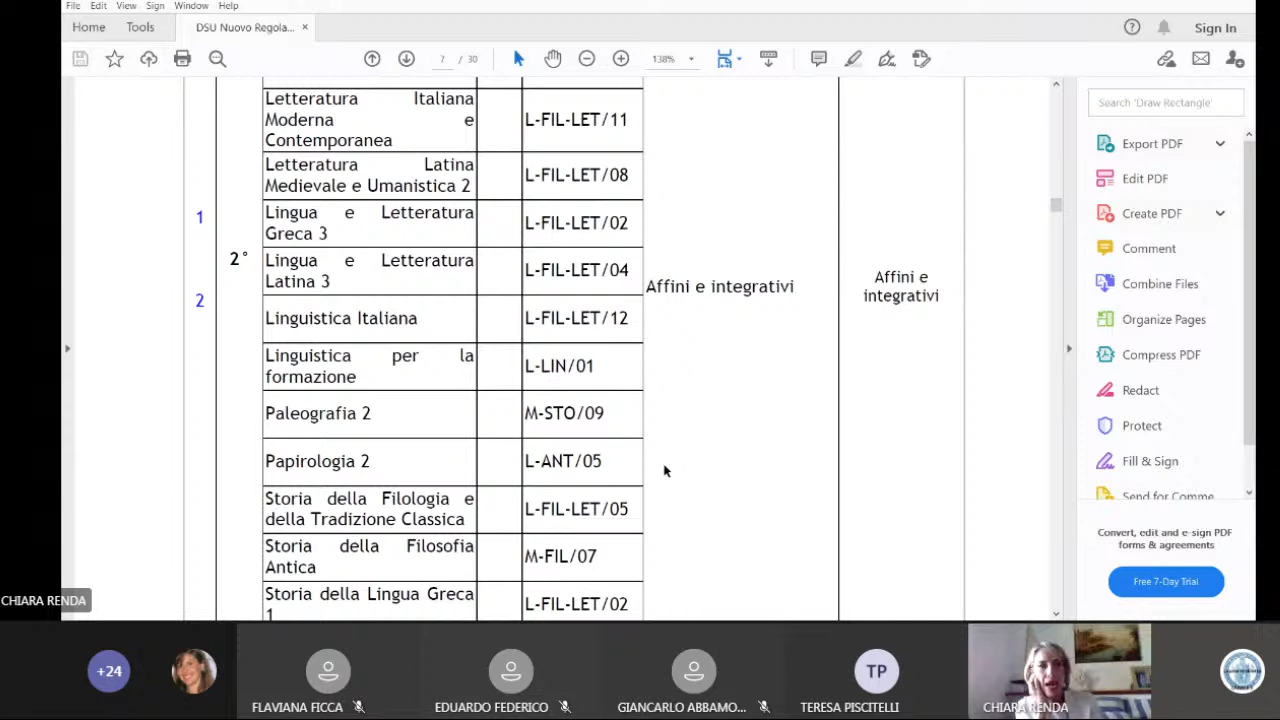 File Edit View Sign Window Help
Home Tools DSU Nuovo Regola... × Sign In
7 / 30 138%
Letteratura Italiana
Moderna e
Contemporanea
L-FIL-LET/11
Letteratura Latina
Medievale e Umanistica 2
L-FIL-LET/08
Lingua e Letteratura
Greca 3
L-FIL-LET/02
Lingua e Letteratura
Latina 3
L-FIL-LET/04
Linguistica Italiana
L-FIL-LET/12
Linguistica per la
formazione
L-LIN/01
Paleografia 2
M-STO/09
Papirologia 2
L-ANT/05
Storia della Filologia e
della Tradizione Classica
L-FIL-LET/05
Storia della Filosofia
Antica
M-FIL/07
Storia della Lingua Greca
1
L-FIL-LET/02
1
2
2°
Affini e integrativi
Affini e
integrativi
Search 'Draw Rectangle'
Export PDF
Edit PDF
Create PDF
Comment
Combine Files
Organize Pages
Compress PDF
Redact
Protect
Fill & Sign
Send for Comme
Convert, edit and e-sign PDF
forms & agreements
Free 7-Day Trial
CHIARA RENDA
+24
FLAVIANA FICCA
EDUARDO FEDERICO
GIANCARLO ABBAMO...
TP
TERESA PISCITELLI
CHIARA RENDA